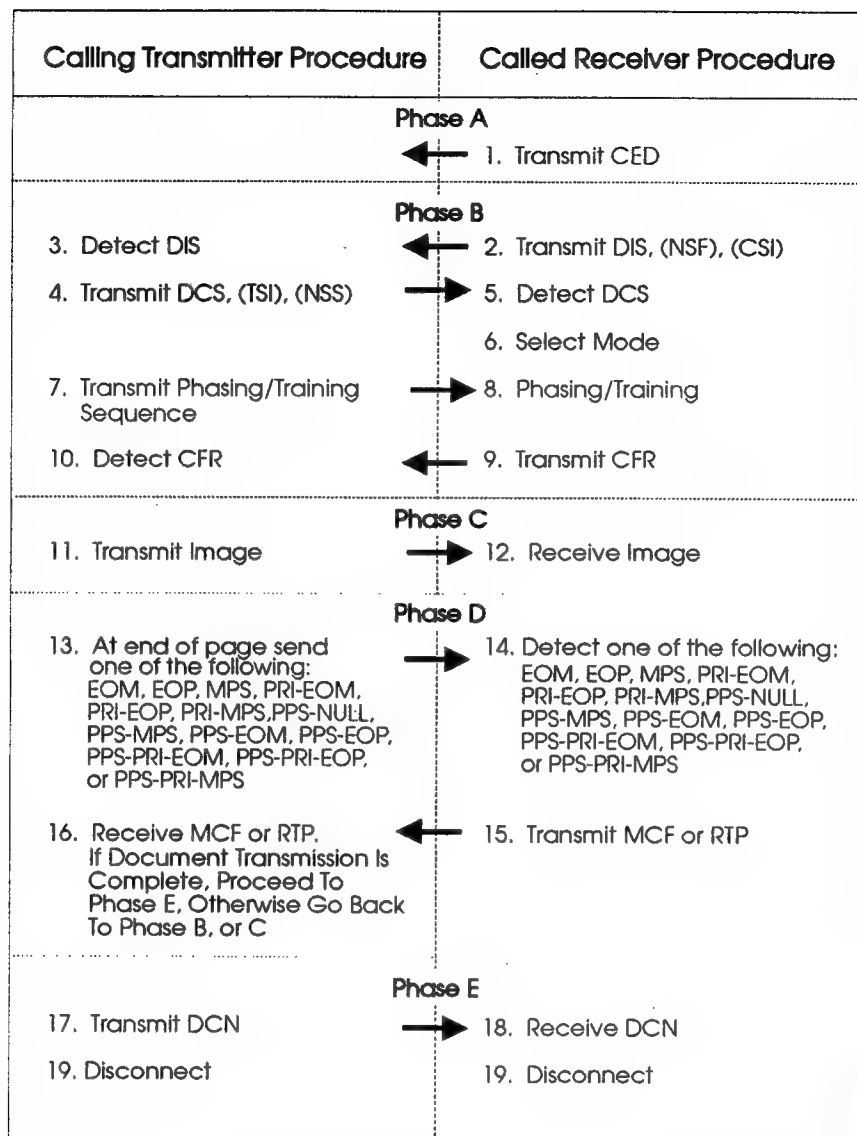 Calling Transmitter Procedure
Called Receiver Procedure
Phase A
1. Transmit CED
Phase B
3. Detect DIS
2. Transmit DIS, (NSF), (CSI)
4. Transmit DCS, (TSI), (NSS)
5. Detect DCS
6. Select Mode
7. Transmit Phasing/Training
Sequence
8. Phasing/Training
10. Detect CFR
9. Transmit CFR
Phase C
11. Transmit Image
12. Receive Image
Phase D
13. At end of page send
one of the following:
EOM, EOP, MPS, PRI-EOM,
PRI-EOP, PRI-MPS,PPS-NULL,
PPS-MPS, PPS-EOM, PPS-EOP,
PPS-PRI-EOM, PPS-PRI-EOP,
or PPS-PRI-MPS
14. Detect one of the following:
EOM, EOP, MPS, PRI-EOM,
PRI-EOP, PRI-MPS,PPS-NULL,
PPS-MPS, PPS-EOM, PPS-EOP,
PPS-PRI-EOM, PPS-PRI-EOP,
or PPS-PRI-MPS
16. Receive MCF or RTP.
If Document Transmission Is
Complete, Proceed To
Phase E, Otherwise Go Back
To Phase B, or C
15. Transmit MCF or RTP
Phase E
17. Transmit DCN
18. Receive DCN
19. Disconnect
19. Disconnect